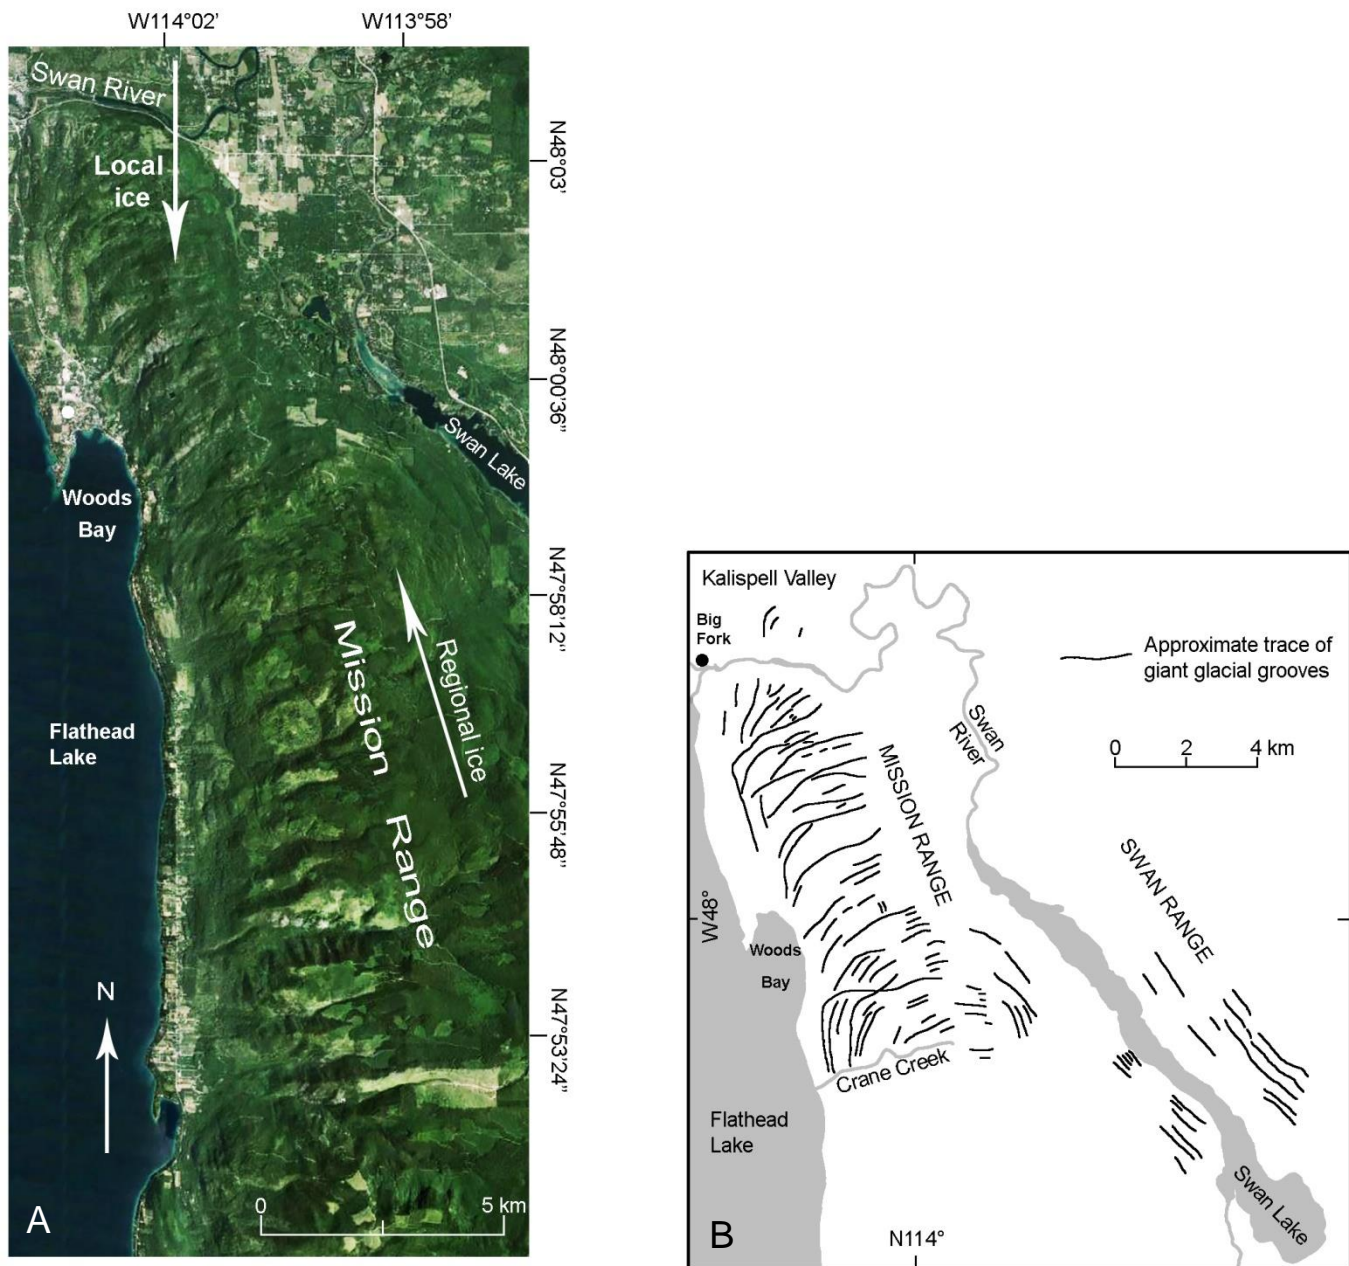 W114°02'
W113°58'
Swan River
Local
ice
N48°03'
N48°00'36"
Swan Lake
Woods
Bay
N47°58'12"
Mission
Range
Regional ice
Flathead
Lake
N47°55'48"
N
N47°53'24"
0
5 km
A
Kalispell Valley
Big
Fork
Approximate trace of
giant glacial grooves
Swan
River
0 2 4 km
MISSION RANGE
SWAN RANGE
W48°
Woods
Bay
Crane Creek
Flathead
Lake
Swan Lake
B
N114°